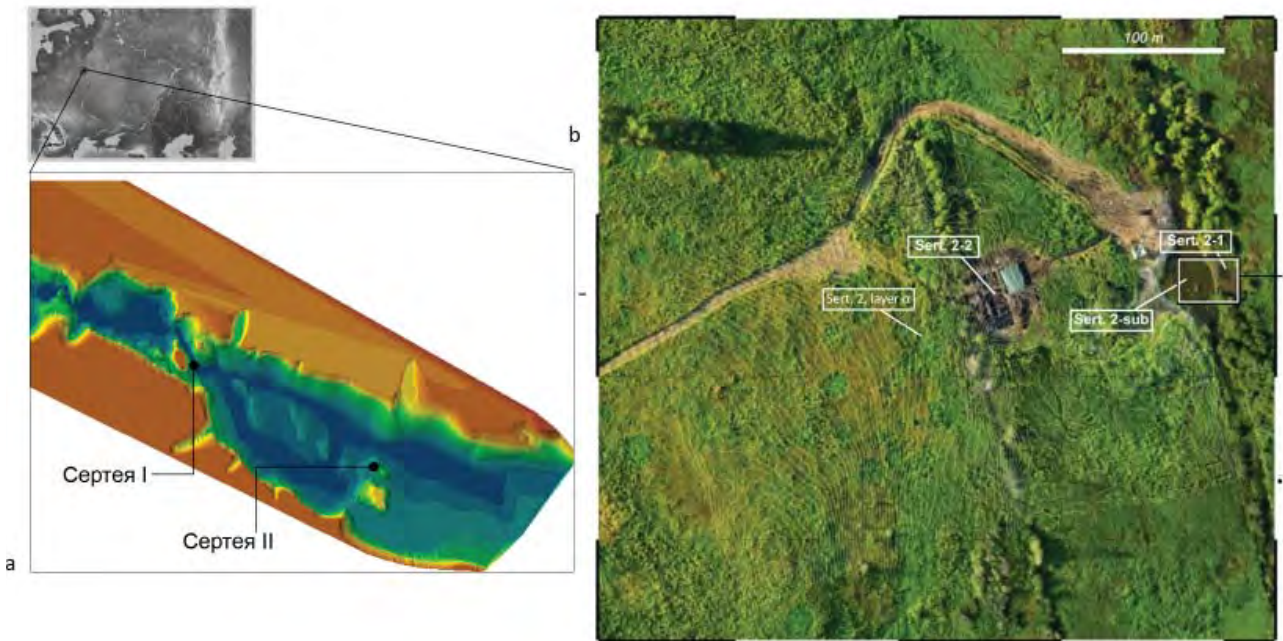 b
100 m
Sert. 2-2
Sert. 2-1
Sert. 2, layer α
Sert. 2-sub
Сертея I
Сертея II
a